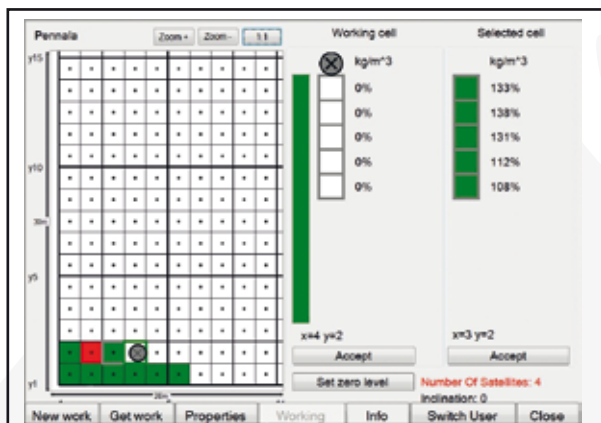 Pennala Zoom+ Zoom- 1:1 Working cell Selected cell
y15
kg/m^3 kg/m^3
0% 133%
0% 138%
0% 131%
0% 112%
0% 108%
y10
30m
y5
x=4 y=2 x=3 y=2
Accept Accept
y1
Set zero level Number Of Satellites: 4
20m
Inclination: 0
New work Get work Properties Working Info Switch User Close